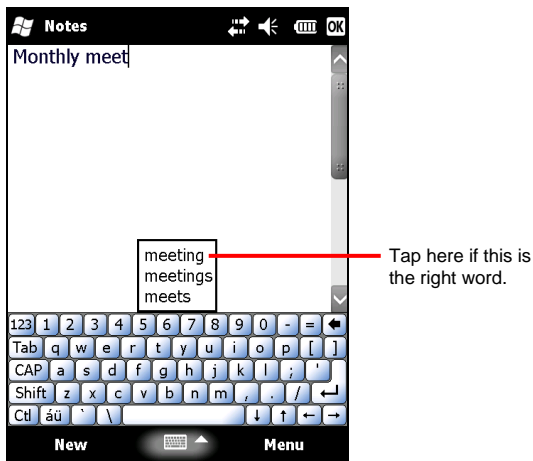 Notes
OK
Monthly meet
meeting
meetings
meets
Tap here if this is
the right word.
123 1 2 3 4 5 6 7 8 9 0 - =
Tab q w e r t y u i o p [ ]
CAP a s d f g h j k l ; '
Shift z x c v b n m , . /
Ctl áü ` \
New
Menu